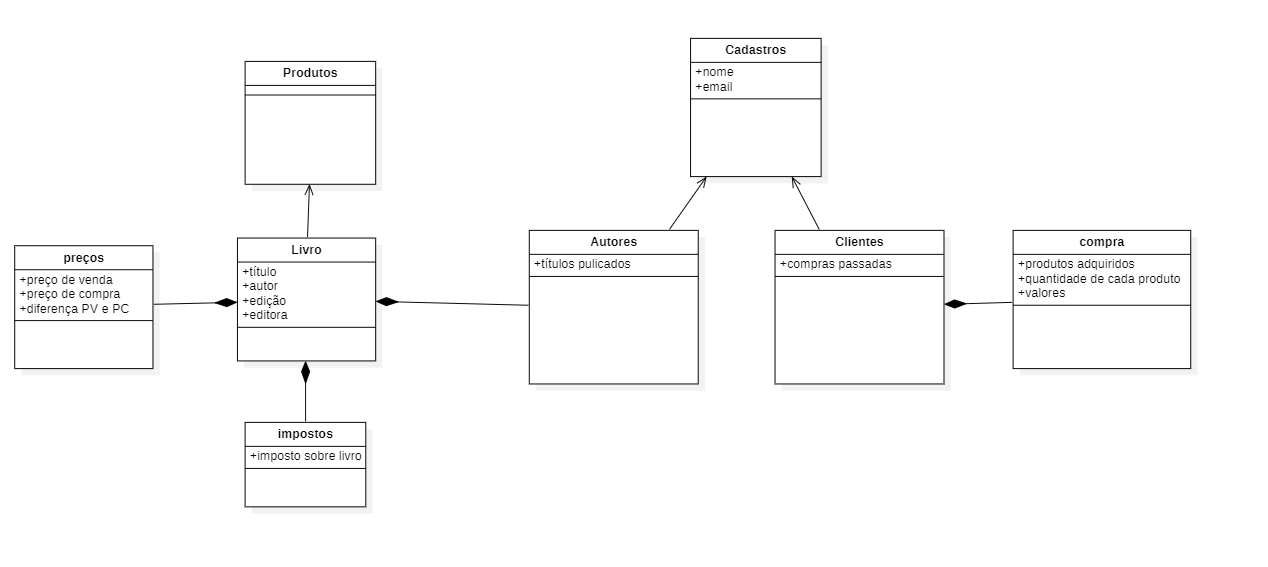 Cadastros
+nome
+email
Produtos
Livro
+título
+autor
+edição
+editora
preços
+preço de venda
+preço de compra
+diferença PV e PC
Autores
+títulos pulicados
Clientes
+compras passadas
compra
+produtos adquiridos
+quantidade de cada produto
+valores
impostos
+imposto sobre livro